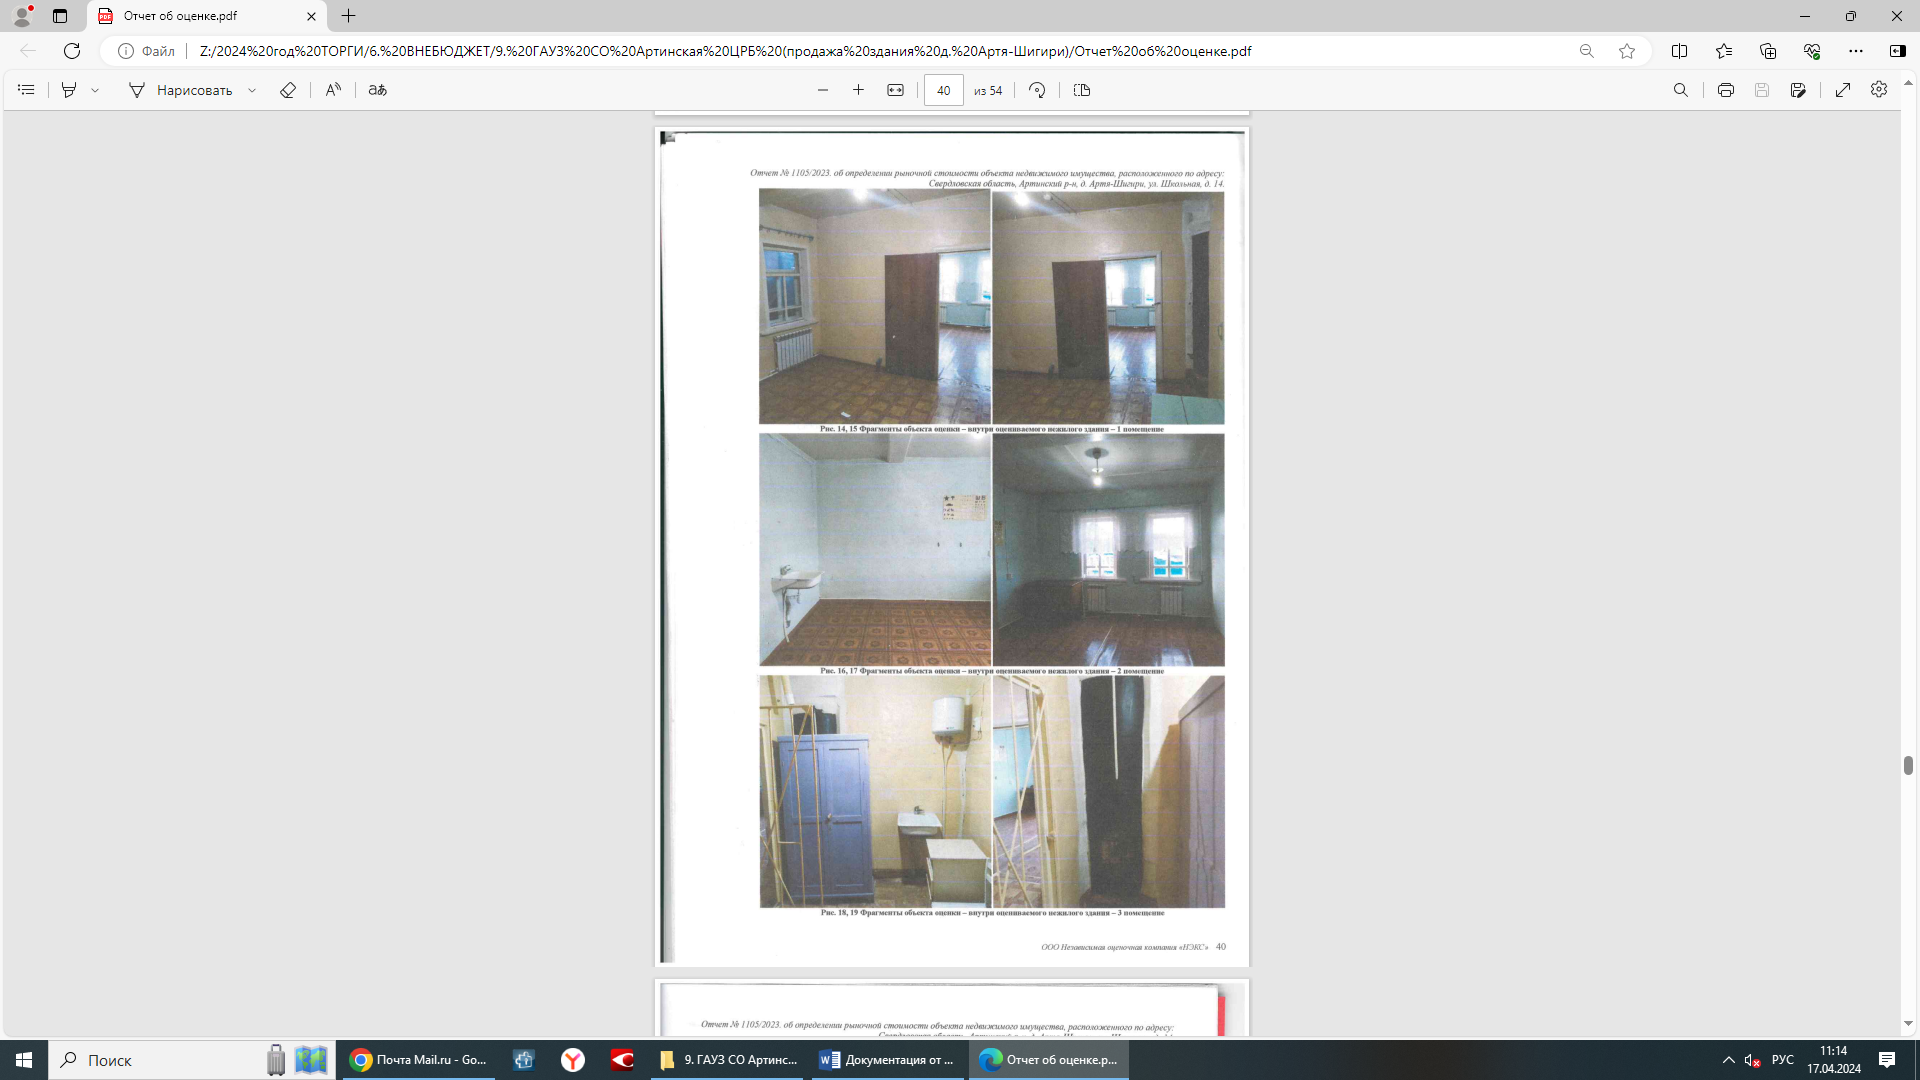 Отчет об оценке.pdf
Файл
Z:/2024%20год%20ТОРГИ/6.%20ВНЕБЮДЖЕТ/9.%20ГАУЗ%20СО%20Артинская%20ЦРБ%20(продажа%20здания%20д.%20Артя-Шигири)/Отчет%20об%20оценке.pdf
Нарисовать
40 из 54
Отчет № 1105/2023. об определении рыночной стоимости объекта недвижимого имущества, расположенного по адресу:
Свердловская область, Артинский р-н, д. Артя-Шигири, ул. Школьная, д. 14.
Рис. 14, 15 Фрагменты объекта оценки – внутри оцениваемого нежилого здания – 1 помещение
Рис. 16, 17 Фрагменты объекта оценки – внутри оцениваемого нежилого здания – 2 помещение
Рис. 18, 19 Фрагменты объекта оценки – внутри оцениваемого нежилого здания – 3 помещение
ООО Независимая оценочная компания «НЭКС» 40
Отчет № 1105/2023. об определении рыночной стоимости объекта недвижимого имущества, расположенного по адресу:
Поиск
Почта Mail.ru - Go...
9. ГАУЗ СО Артинс...
Документация от ...
Отчет об оценке.p...
РУС
11:14
17.04.2024